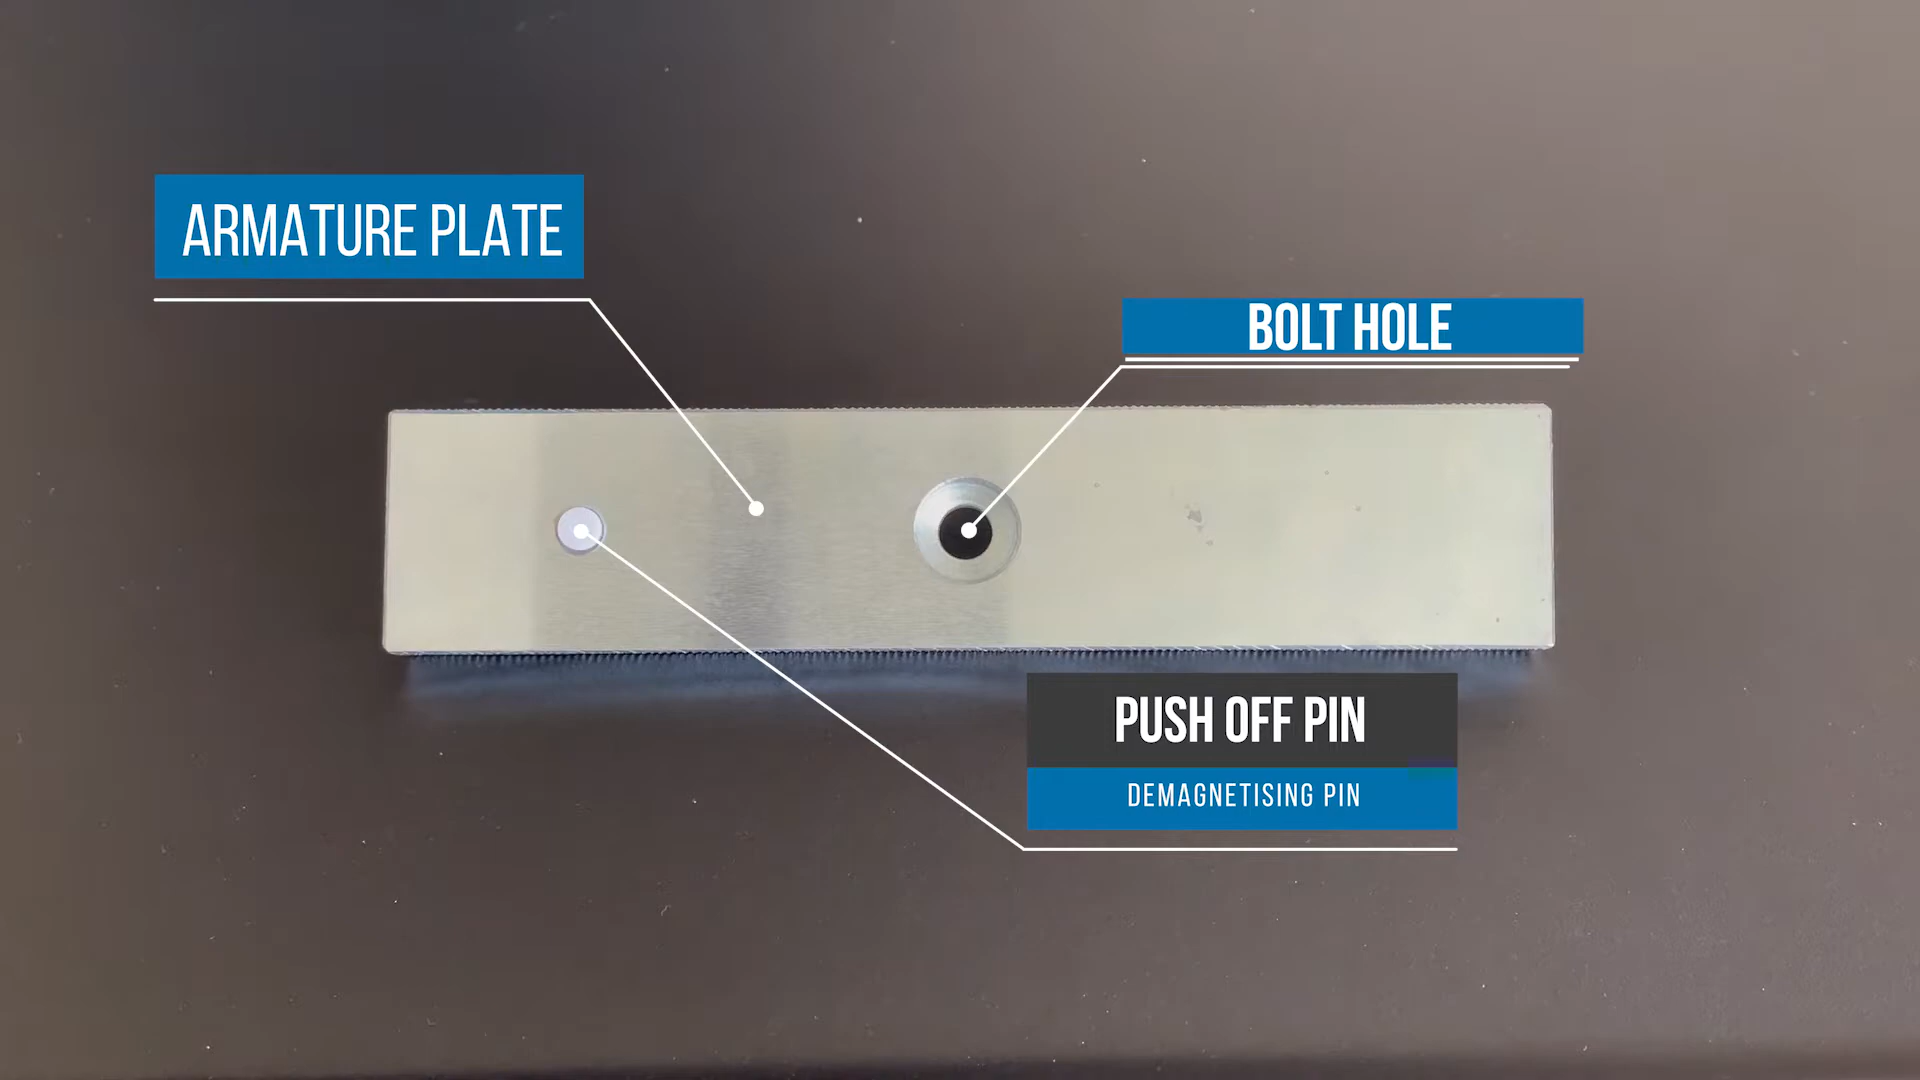 ARMATURE PLATE
BOLT HOLE
PUSH OFF PIN
DEMAGNETISING PIN